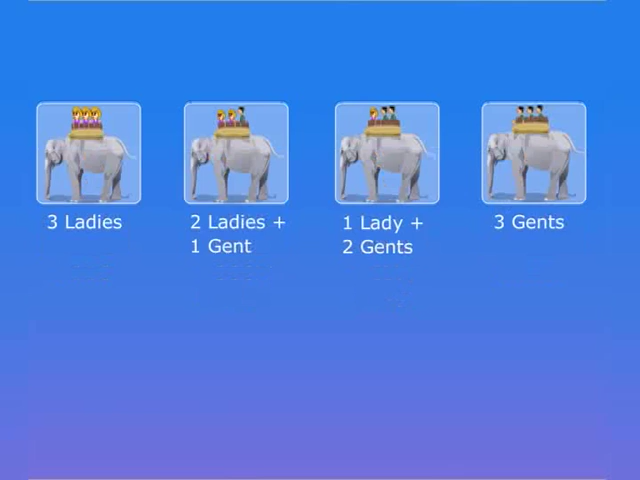 3 Ladies
2 Ladies +
1 Gent
1 Lady +
2 Gents
3 Gents